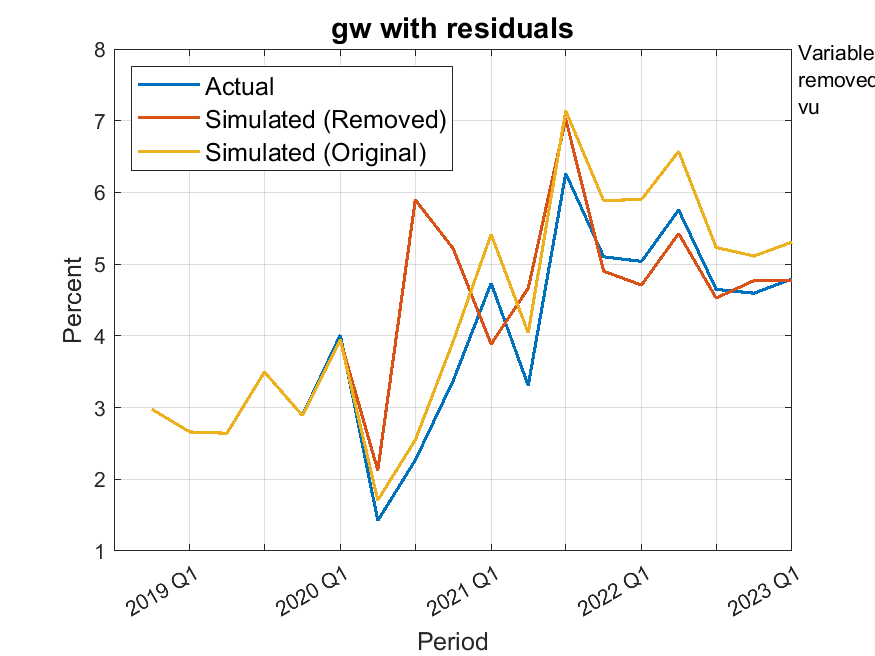 gw with residuals
Variable
removed
vu
Actual
Simulated (Removed)
Simulated (Original)
8
7
6
5
4
3
2
1
Percent
2019 Q1
2020 Q1
2021 Q1
2022 Q1
2023 Q1
Period